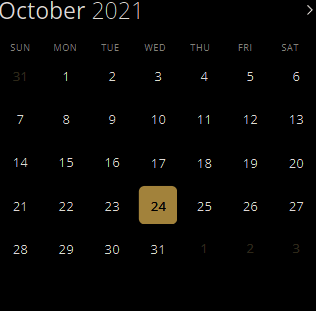 October 2021
SUN MON TUE WED THU FRI SAT
31 1 2 3 4 5 6
7 8 9 10 11 12 13
14 15 16 17 18 19 20
21 22 23 24 25 26 27
28 29 30 31 1 2 3